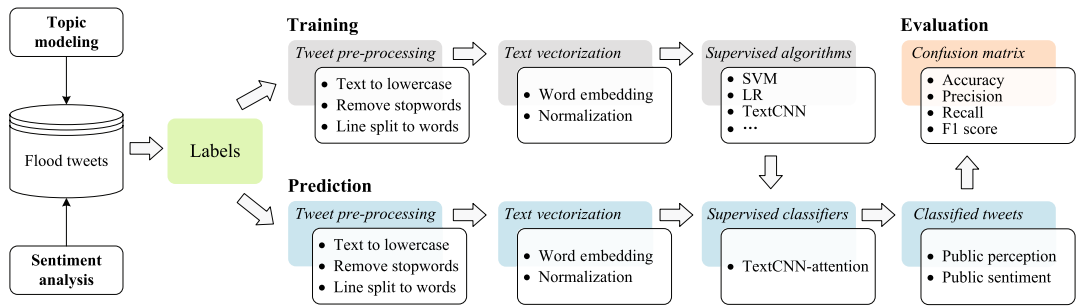 Topic
modeling
Flood tweets
Sentiment
analysis
Labels
Training
Tweet pre-processing
• Text to lowercase
• Remove stopwords
• Line split to words
Text vectorization
• Word embedding
• Normalization
Supervised algorithms
• SVM
• LR
• TextCNN
• ...
Evaluation
Confusion matrix
• Accuracy
• Precision
• Recall
• F1 score
Prediction
Tweet pre-processing
• Text to lowercase
• Remove stopwords
• Line split to words
Text vectorization
• Word embedding
• Normalization
Supervised classifiers
• TextCNN-attention
Classified tweets
• Public perception
• Public sentiment